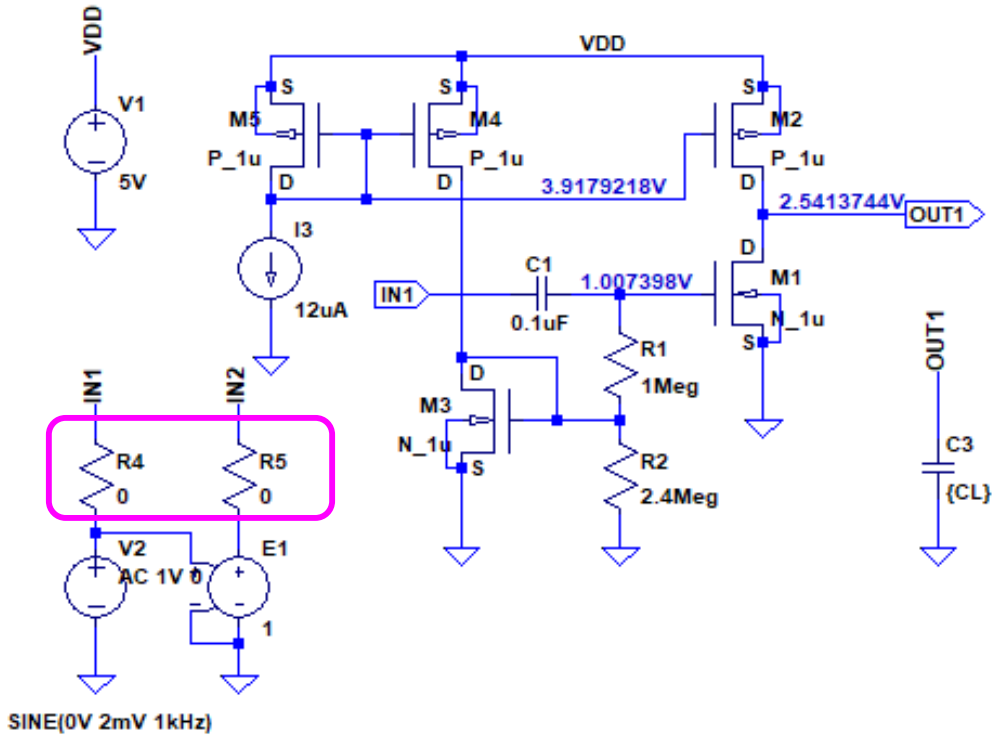 VDD
V1
5V
VDD
S
M5
P_1u
D
S
M4
P_1u
D
S
M2
P_1u
D
3.9179218V
2.5413744V
OUT1
I3
12uA
IN1
C1
0.1uF
1.007398V
D
M1
N_1u
S
R1
1Meg
D
M3
N_1u
S
R2
2.4Meg
OUT1
C3
{CL}
IN1
IN2
R4
0
R5
0
V2
AC 1V 0
E1
1
SINE(0V 2mV 1kHz)